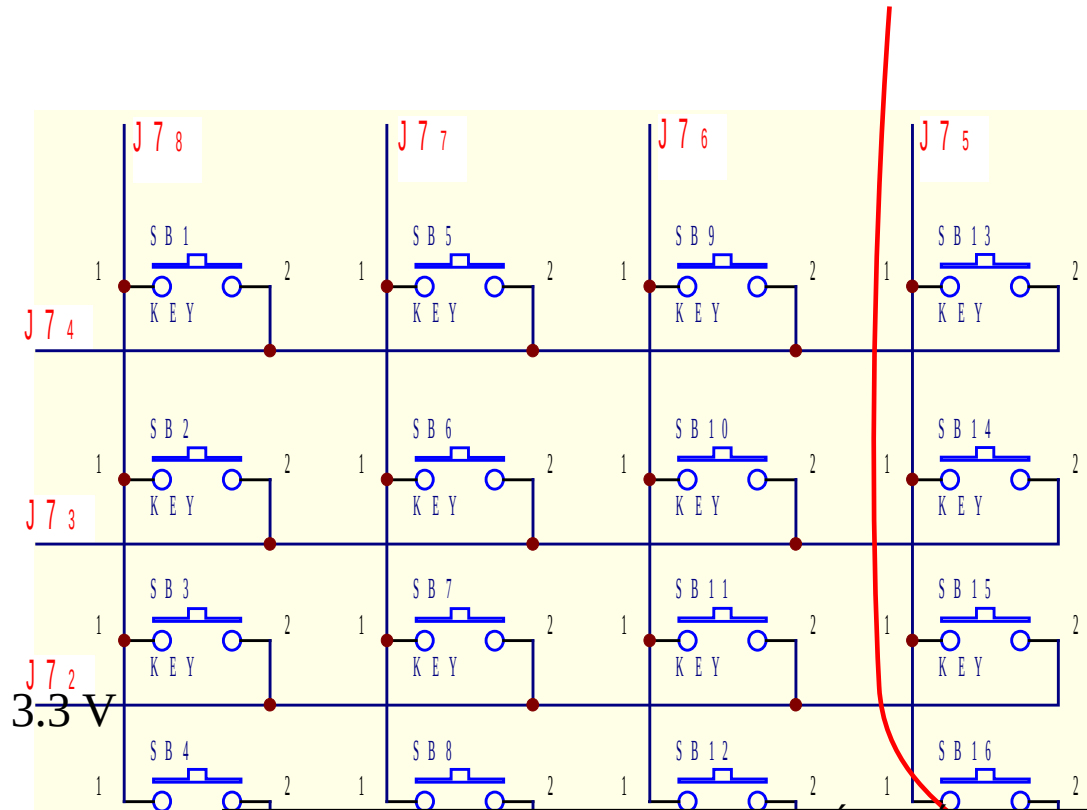 J78 J77 J76 J75
SB1 SB5 SB9 SB13
1 2 1 2 1 2 1 2
KEY KEY KEY KEY
J74
SB2 SB6 SB10 SB14
1 2 1 2 1 2 1 2
KEY KEY KEY KEY
J73
SB3 SB7 SB11 SB15
1 2 1 2 1 2 1 2
KEY KEY KEY KEY
J72
3.3 V
SB4 SB8 SB12 SB16
1 2 1 2 1 2 1 2